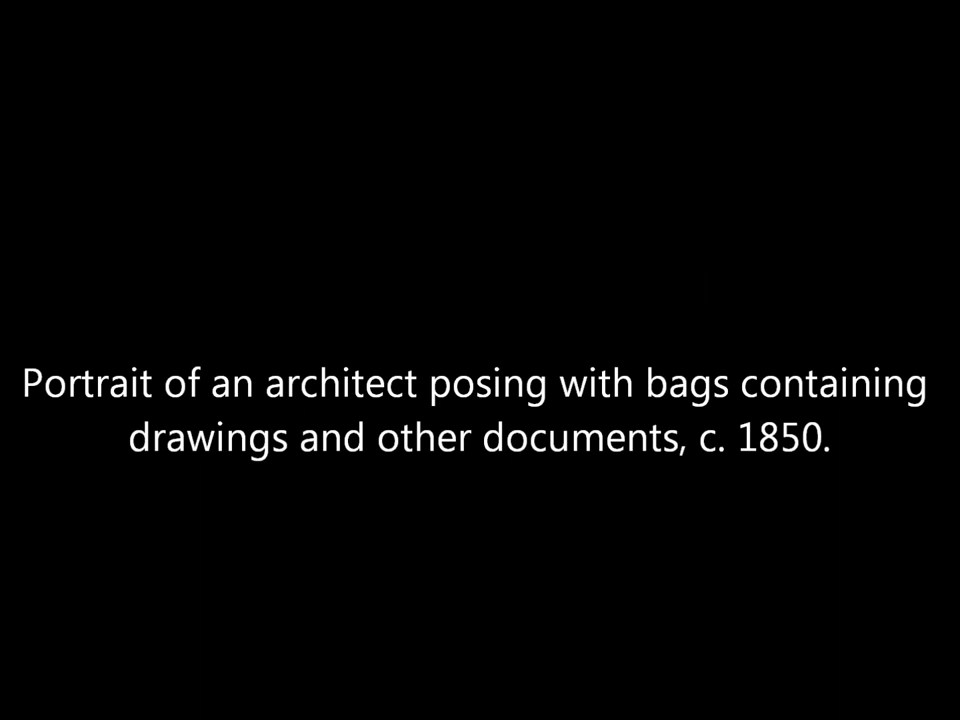 Portrait of an architect posing with bags containing
drawings and other documents, c. 1850.